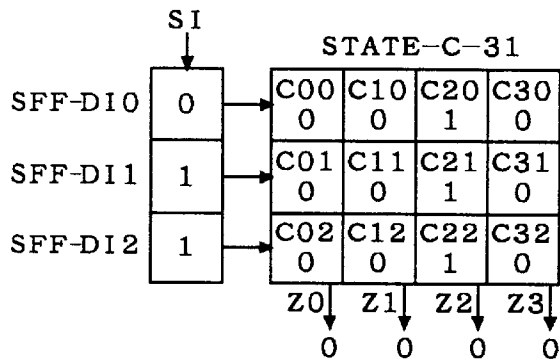 SI
STATE-C-31
SFF-DI0 0 C00 C10 C20 C30
0 0 1 0
SFF-DI1 1 C01 C11 C21 C31
0 0 1 0
SFF-DI2 1 C02 C12 C22 C32
0 0 1 0
Z0 Z1 Z2 Z3
0 0 0 0